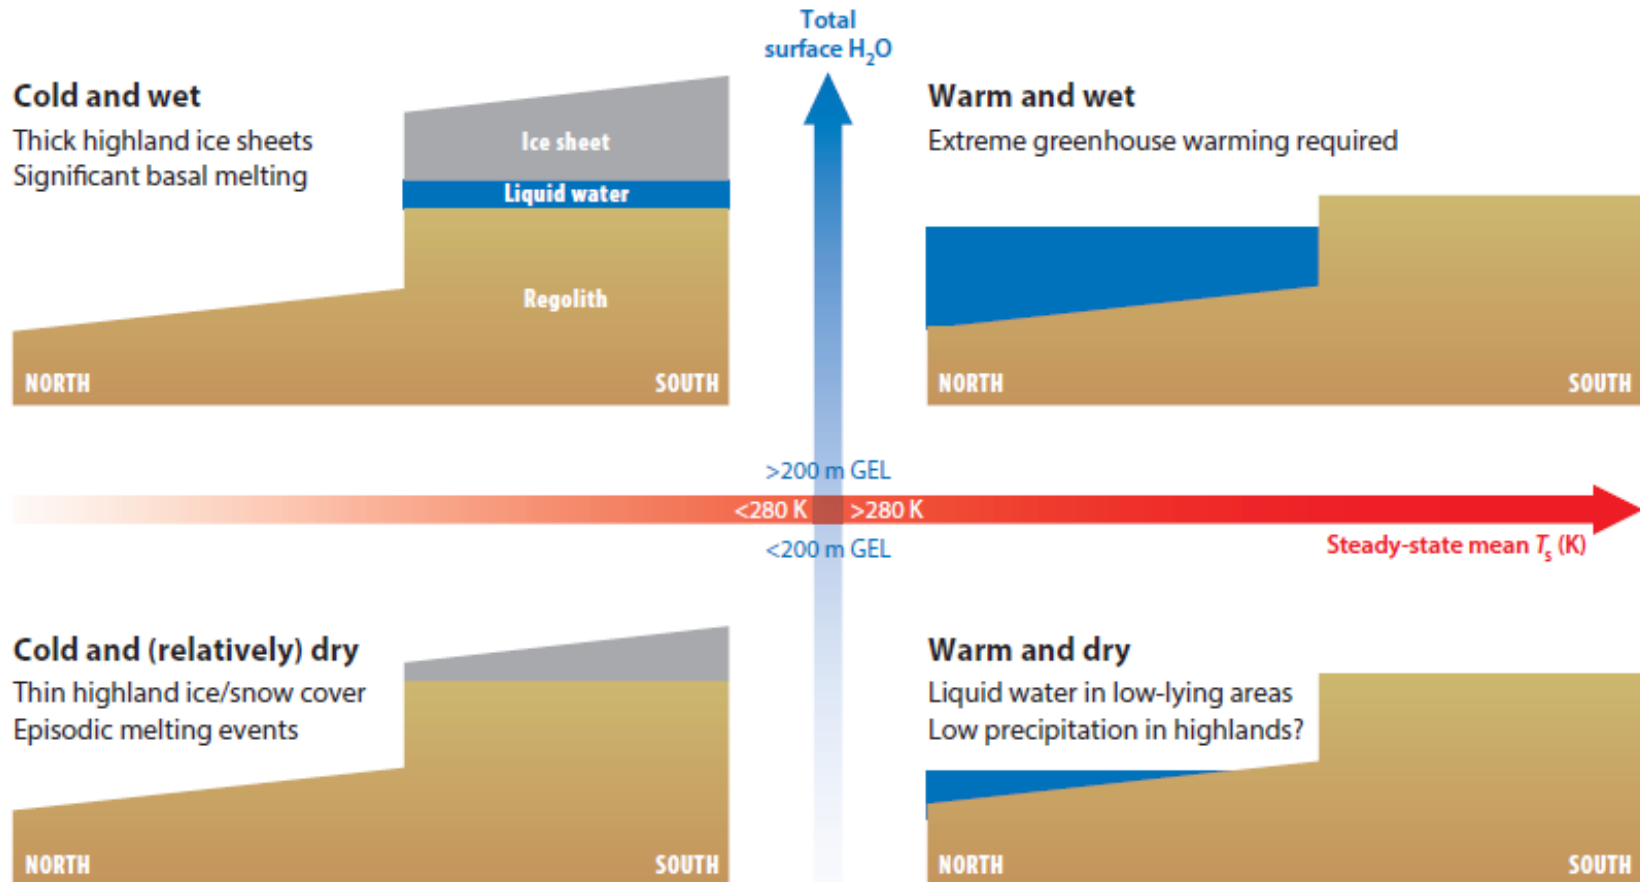 Total
surface H₂O
Cold and wet
Thick highland ice sheets
Significant basal melting
Ice sheet
Liquid water
Regolith
NORTH
SOUTH
Warm and wet
Extreme greenhouse warming required
NORTH
SOUTH
>200 m GEL
<280 K
>280 K
<200 m GEL
Steady-state mean Tₛ (K)
Cold and (relatively) dry
Thin highland ice/snow cover
Episodic melting events
NORTH
SOUTH
Warm and dry
Liquid water in low-lying areas
Low precipitation in highlands?
NORTH
SOUTH